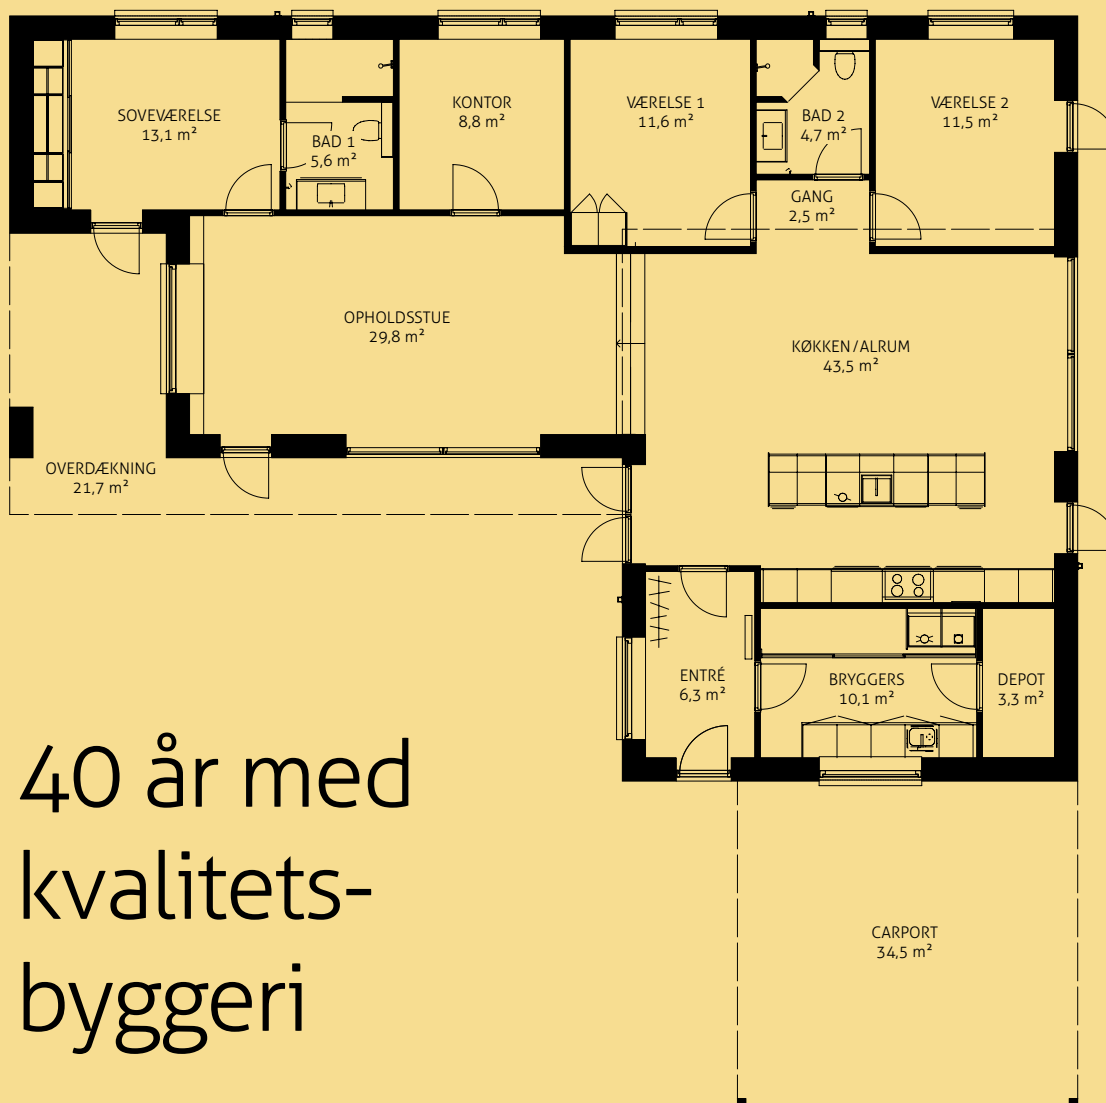 SOVEVÆRELSE
13,1 m²
BAD 1
5,6 m²
KONTOR
8,8 m²
VÆRELSE 1
11,6 m²
BAD 2
4,7 m²
VÆRELSE 2
11,5 m²
GANG
2,5 m²
OPHOLDSSTUE
29,8 m²
KØKKEN/ALRUM
43,5 m²
OVERDÆKNING
21,7 m²
ENTRÉ
6,3 m²
BRYGGERS
10,1 m²
DEPOT
3,3 m²
40 år med
kvalitets-
byggeri
CARPORT
34,5 m²